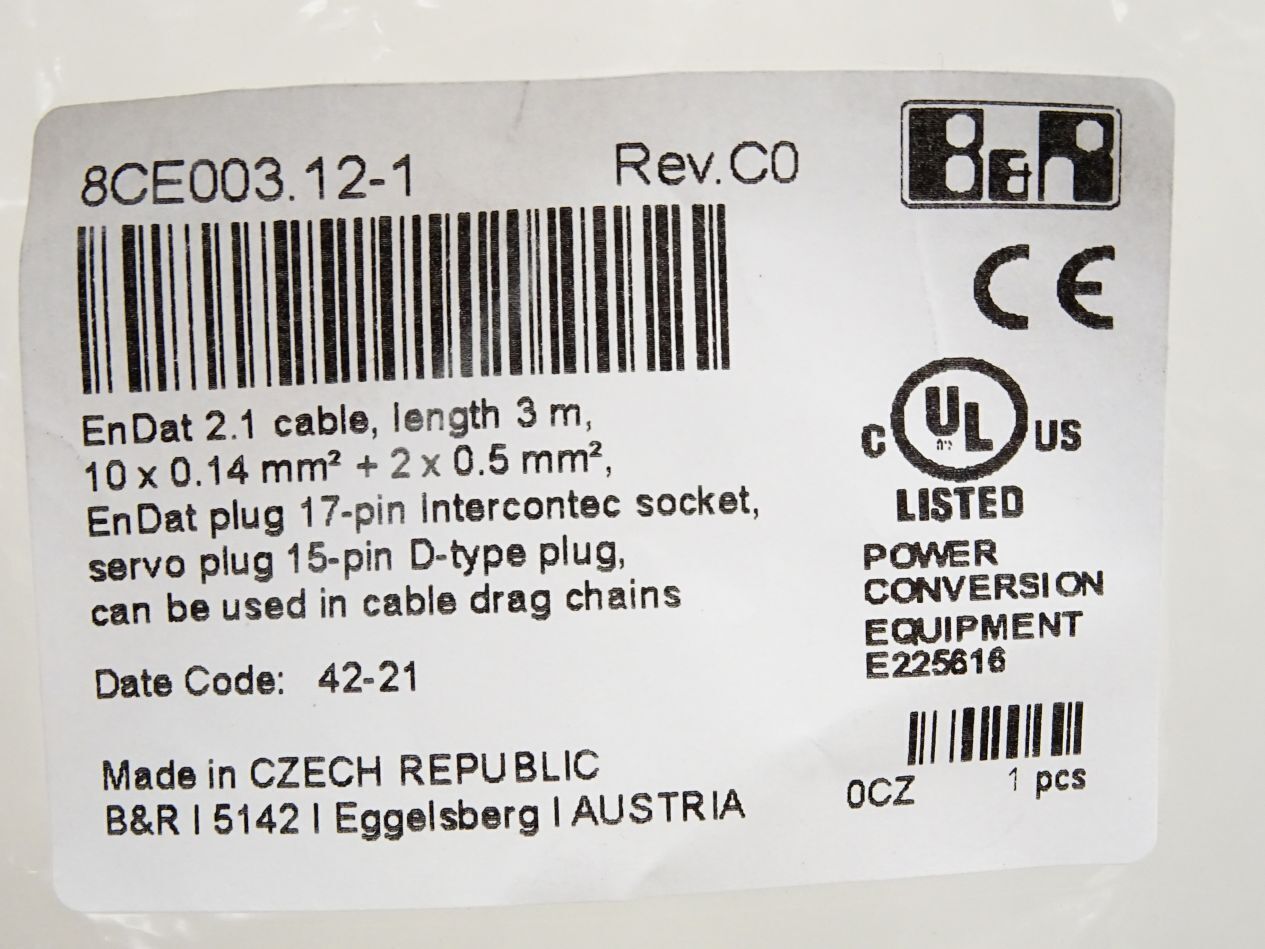 8CE003.12-1 Rev.C0 B&R
CE
EnDat 2.1 cable, length 3 m,
10 x 0.14 mm² + 2 x 0.5 mm²,
EnDat plug 17-pin Intercontec socket,
servo plug 15-pin D-type plug,
can be used in cable drag chains
C UL US
LISTED
POWER
CONVERSION
EQUIPMENT
E225616
Date Code: 42-21
Made in CZECH REPUBLIC
B&R | 5142 | Eggelsberg | AUSTRIA
0CZ 1 pcs